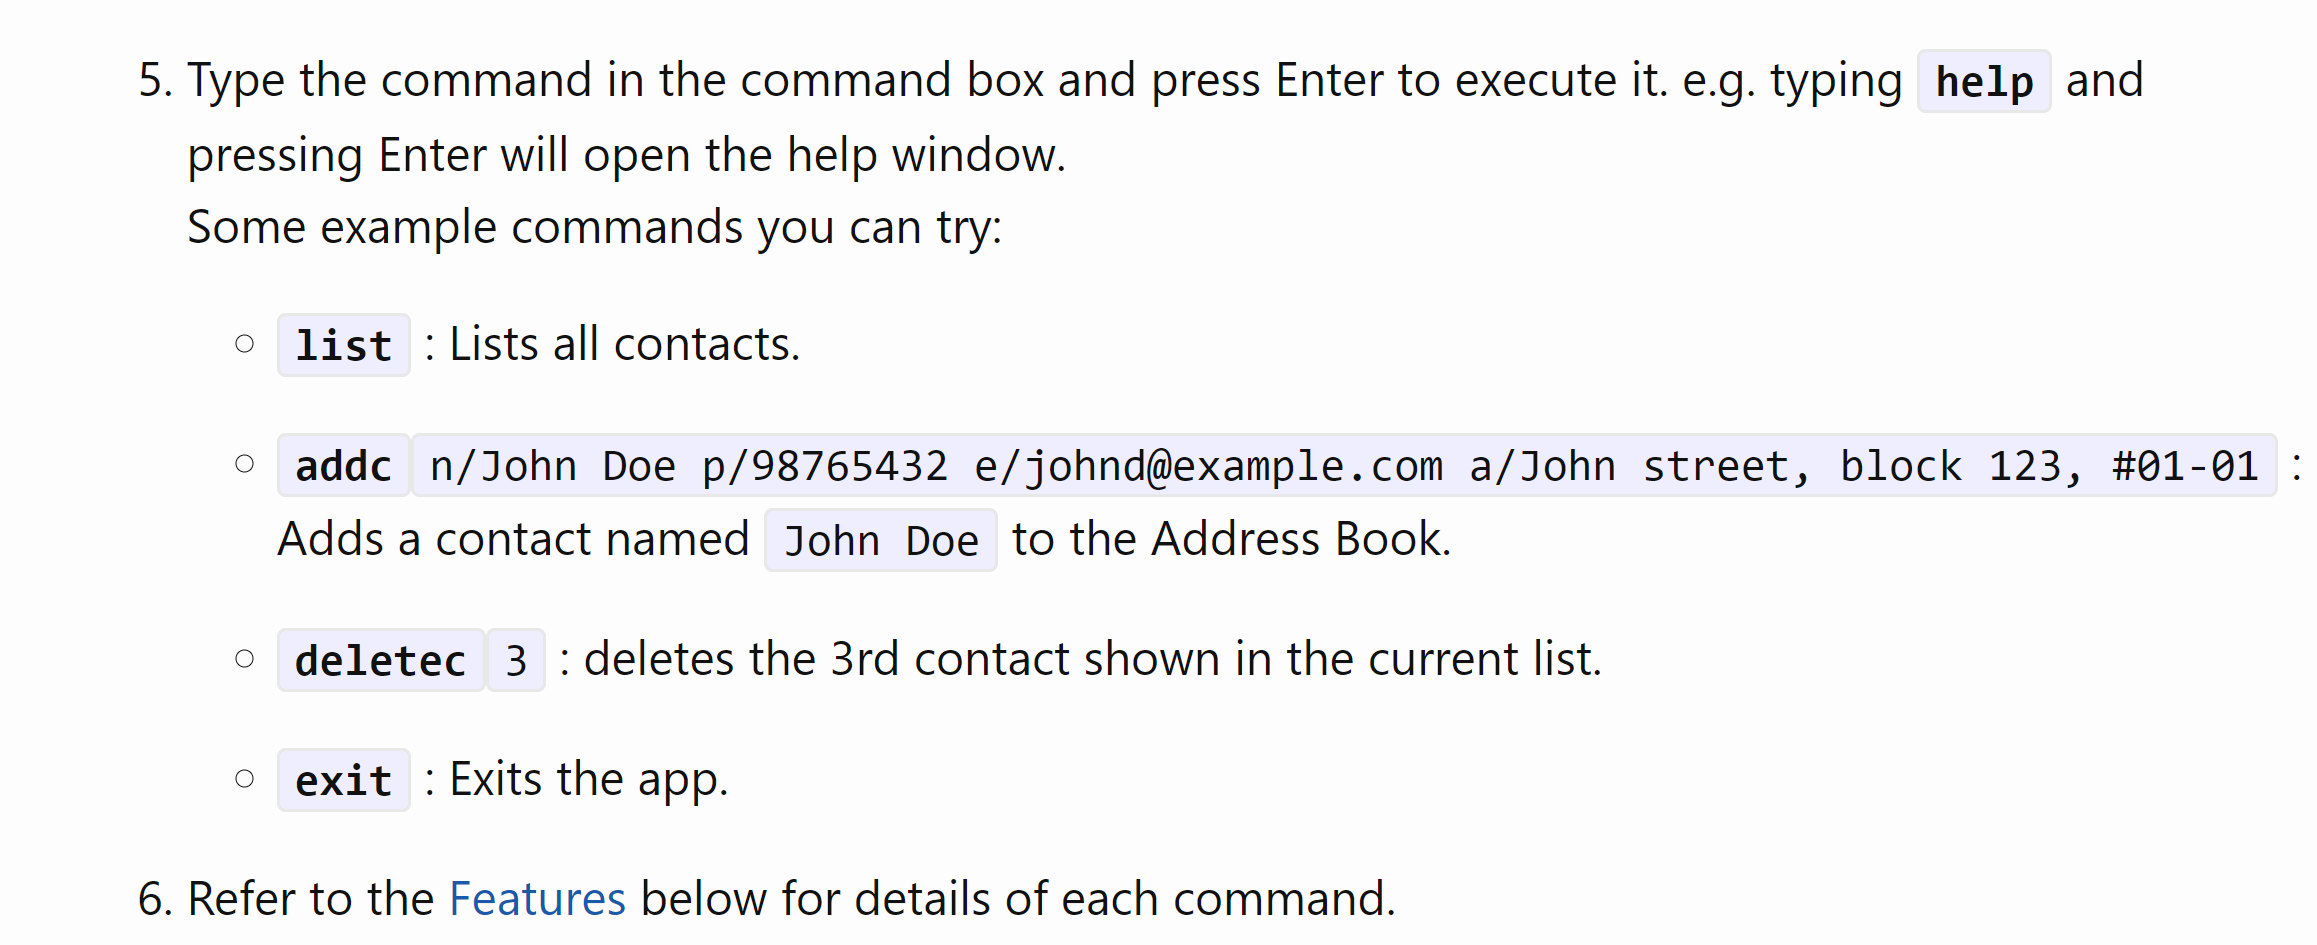 5. Type the command in the command box and press Enter to execute it. e.g. typing help and
pressing Enter will open the help window.
Some example commands you can try:
○ list : Lists all contacts.
○ addc n/John Doe p/98765432 e/johnd@example.com a/John street, block 123, #01-01 :
Adds a contact named John Doe to the Address Book.
○ deletec 3 : deletes the 3rd contact shown in the current list.
○ exit : Exits the app.
6. Refer to the Features below for details of each command.